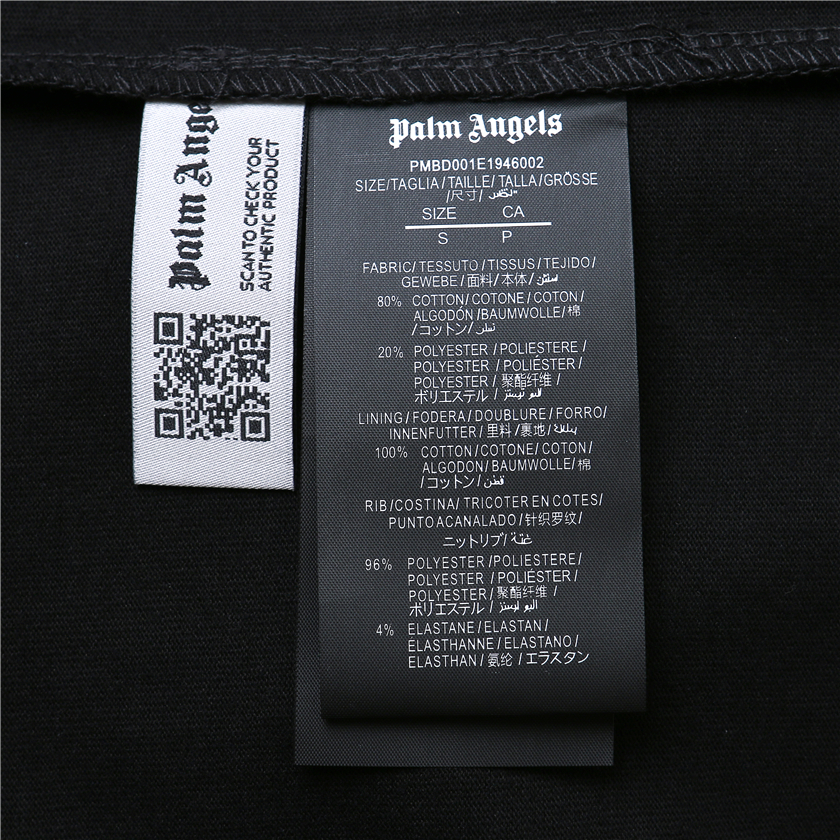 Palm Ange
SCAN TO CHECK YOUR
AUTHENTIC PRODUCT
Palm Angels
PMBD001E1946002
SIZE/TAGLIA/TAILLE/TALLA/GRÖSSE
/尺寸/
SIZE CA
S P
FABRIC/TESSUTO/TISSUS/TEJIDO/
GEWEBE/面料/本体/
80% COTTON/COTONE/COTON/
ALGODÓN/BAUMWOLLE/棉
/コットン/
20% POLYESTER/POLIESTERE/
POLYESTER/POLIÉSTER/
POLYESTER/聚酯纤维/
ポリエステル/
LINING/FODERA/DOUBLURE/FORRO/
INNENFUTTER/里料/裏地/
100% COTTON/COTONE/COTON/
ALGODON/BAUMWOLLE/棉
/コットン/قطن
RIB/COSTINA/TRICOTER EN COTES/
PUNTO ACANALADO/针织罗纹/
ニットリブ/
96% POLYESTER/POLIESTERE/
POLYESTER/POLIÉSTER/
POLYESTER/聚酯纤维/
ポリエステル/
4% ELASTANE/ELASTAN/
ELASTHANNE/ELASTANO/
ELASTHAN/氨纶/エラスタン